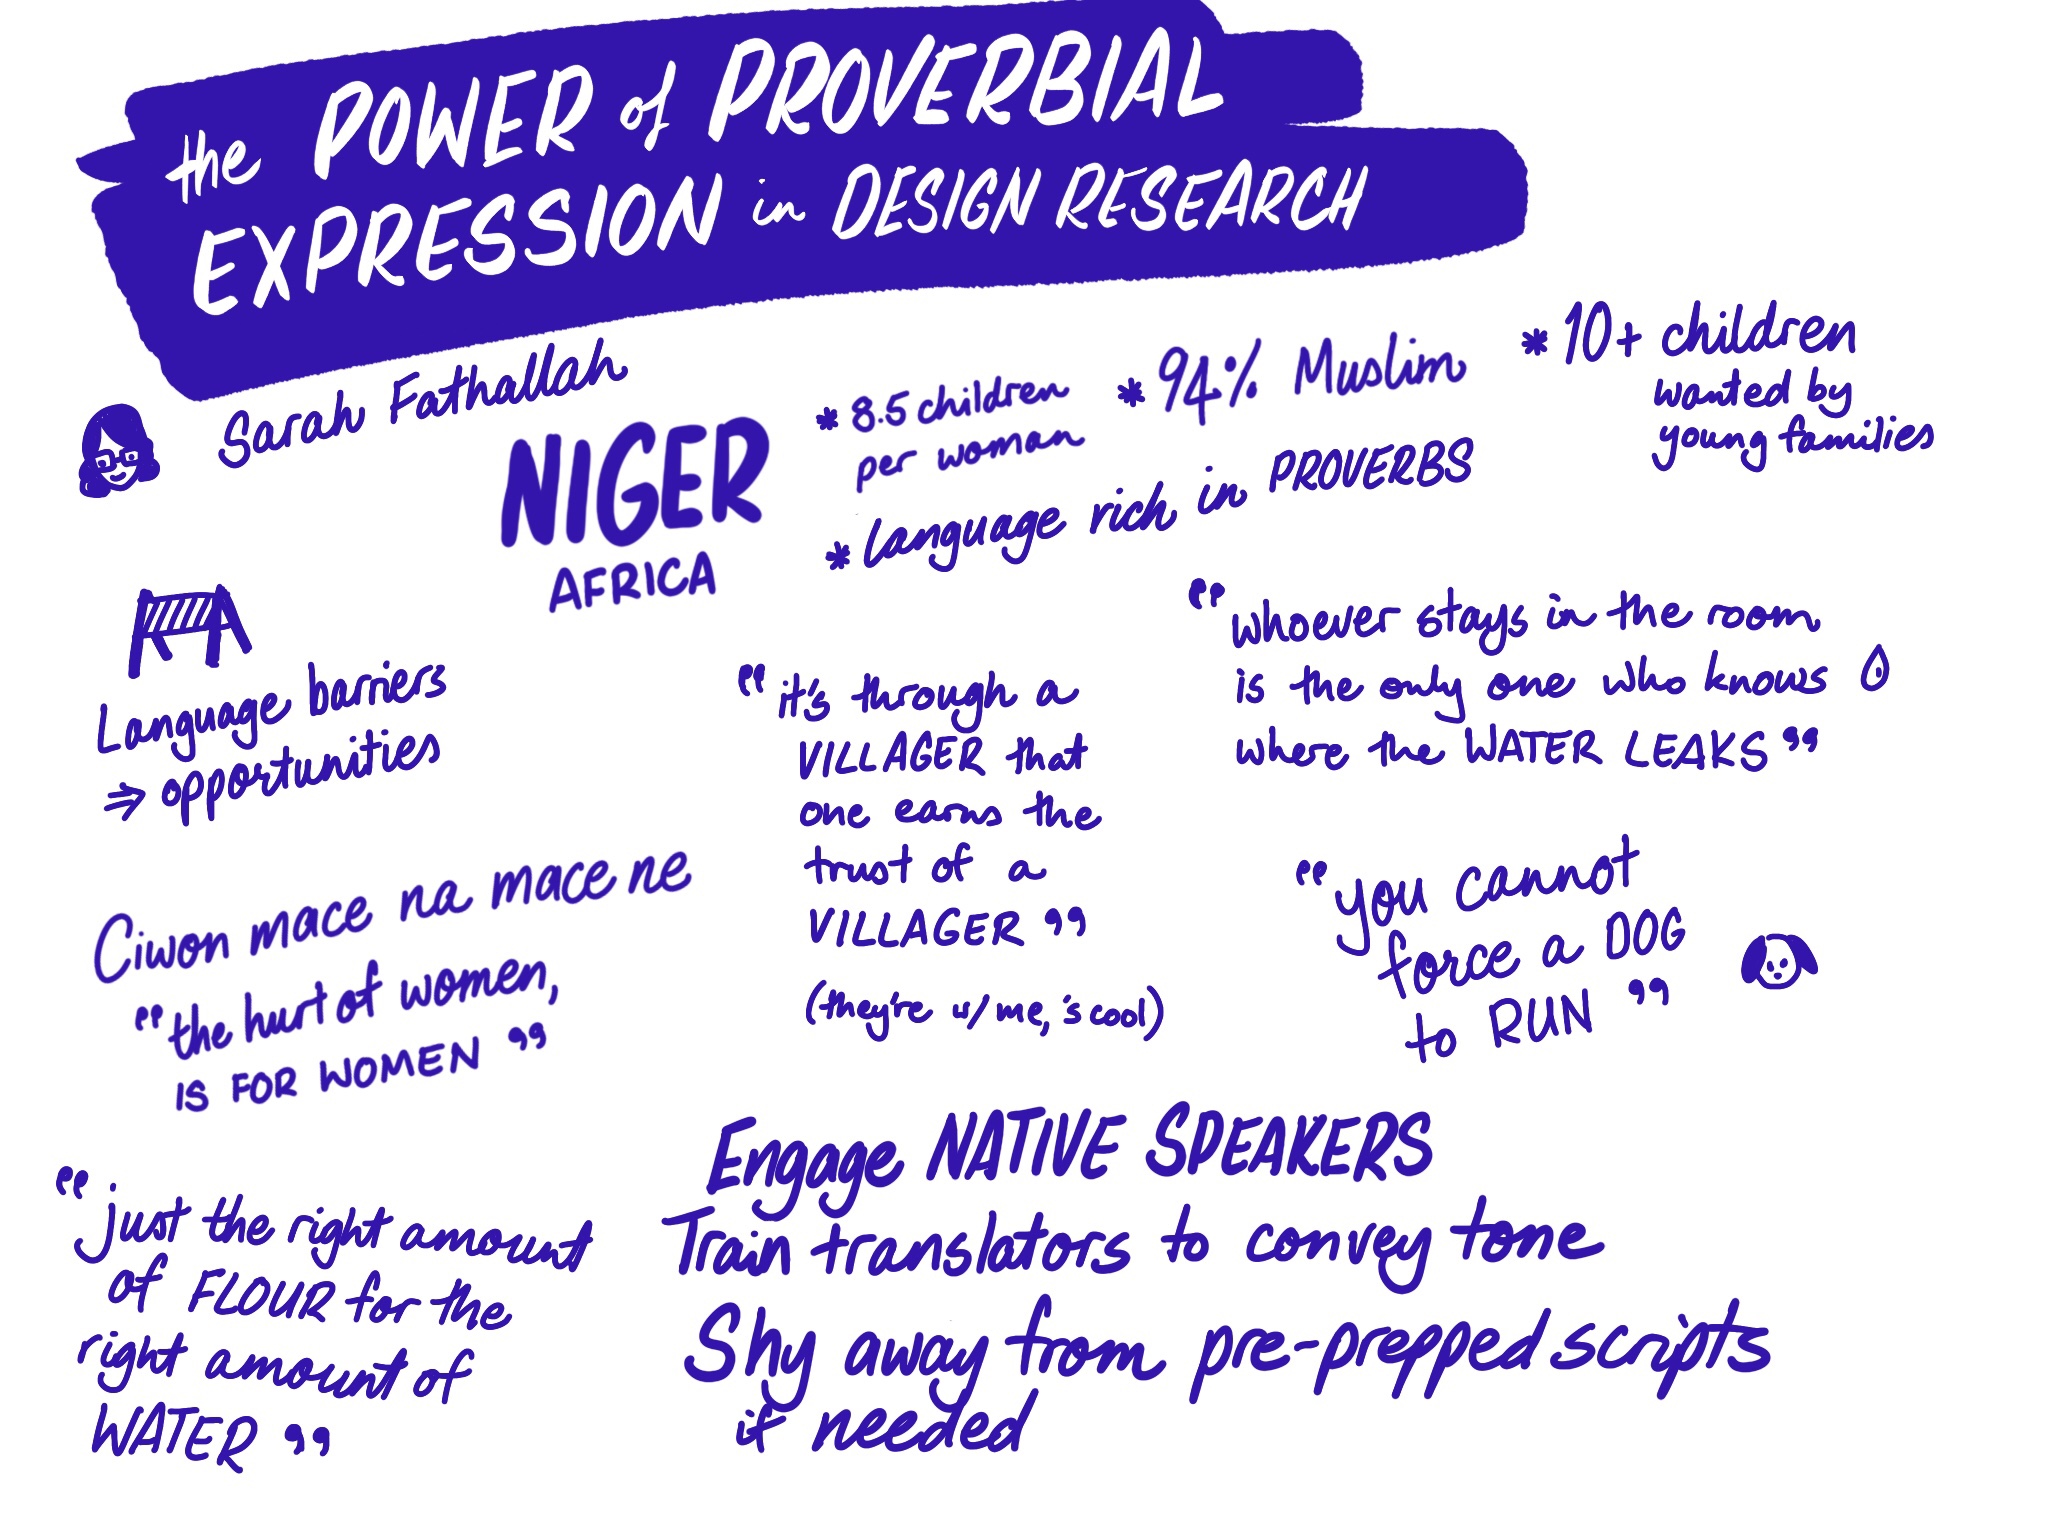 the POWER of PROVERBIAL
EXPRESSION in DESIGN RESEARCH
Sarah Fathallah
NIGER
AFRICA
* 8.5 children
per woman
* 94% Muslim
* 10+ children
wanted by
young families
* language rich in PROVERBS
Language barriers
⇒ opportunities
Ciwon mace na mace ne
"the hurt of women,
IS FOR WOMEN"
"just the right amount
of FLOUR for the
right amount of
WATER"
"it's through a
VILLAGER that
one earns the
trust of a
VILLAGER"
(they're w/ me, 's cool)
"whoever stays in the room
is the only one who knows
where the WATER LEAKS"
"you cannot
force a DOG
to RUN"
Engage NATIVE SPEAKERS
Train translators to convey tone
Shy away from pre-prepped scripts
if needed